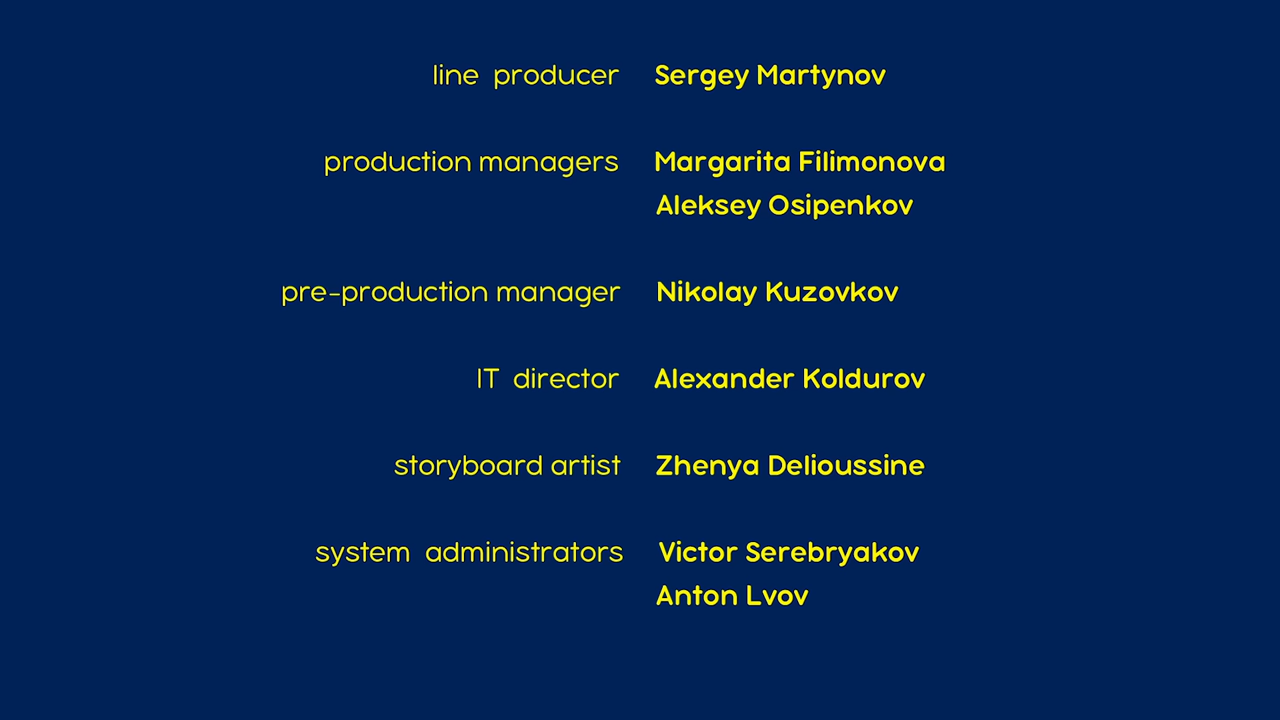 line producer Sergey Martynov
production managers Margarita Filimonova
Aleksey Osipenkov
pre-production manager Nikolay Kuzovkov
IT director Alexander Koldurov
storyboard artist Zhenya Delioussine
system administrators Victor Serebryakov
Anton Lvov